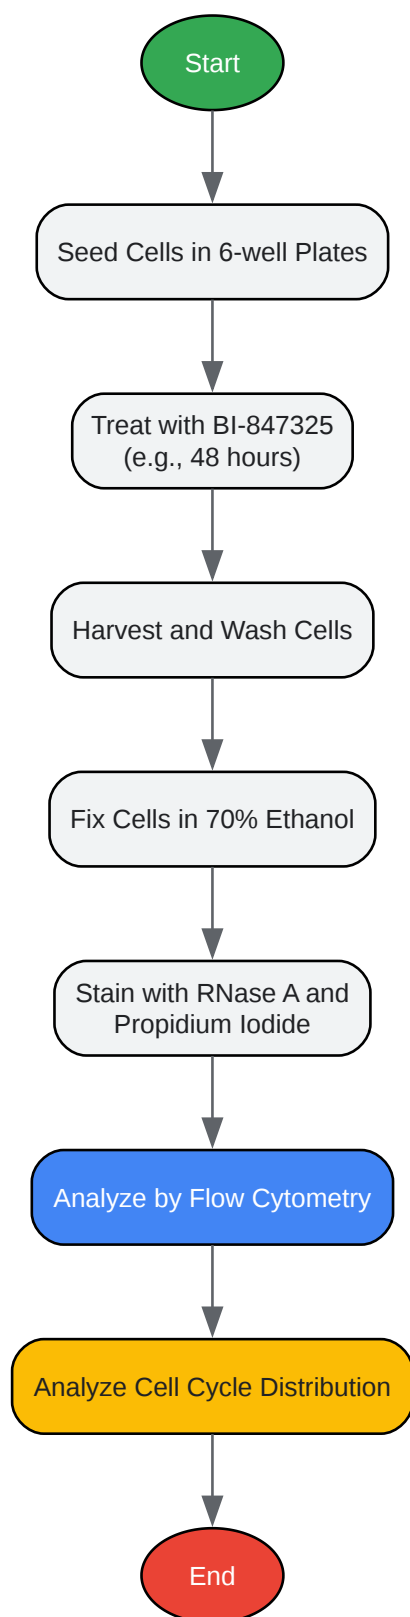 Start
Seed Cells in 6-well Plates
Treat with BI-847325
(e.g., 48 hours)
Harvest and Wash Cells
Fix Cells in 70% Ethanol
Stain with RNase A and
Propidium Iodide
Analyze by Flow Cytometry
Analyze Cell Cycle Distribution
End